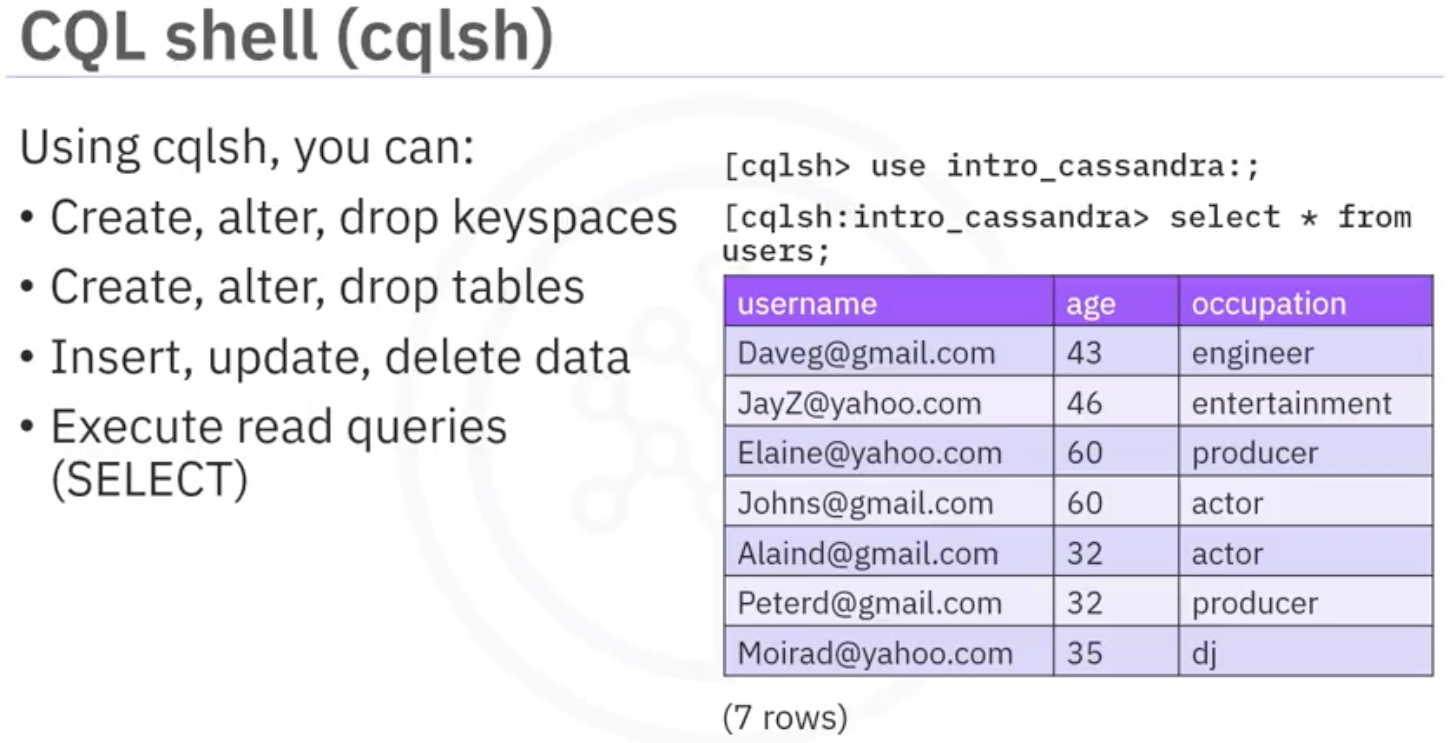 CQL shell (cqlsh)
Using cqlsh, you can:
• Create, alter, drop keyspaces
• Create, alter, drop tables
• Insert, update, delete data
• Execute read queries
(SELECT)
[cqlsh> use intro_cassandra:;
[cqlsh:intro_cassandra> select * from
users;
username age occupation
Daveg@gmail.com 43 engineer
JayZ@yahoo.com 46 entertainment
Elaine@yahoo.com 60 producer
Johns@gmail.com 60 actor
Alaind@gmail.com 32 actor
Peterd@gmail.com 32 producer
Moirad@yahoo.com 35 dj
(7 rows)